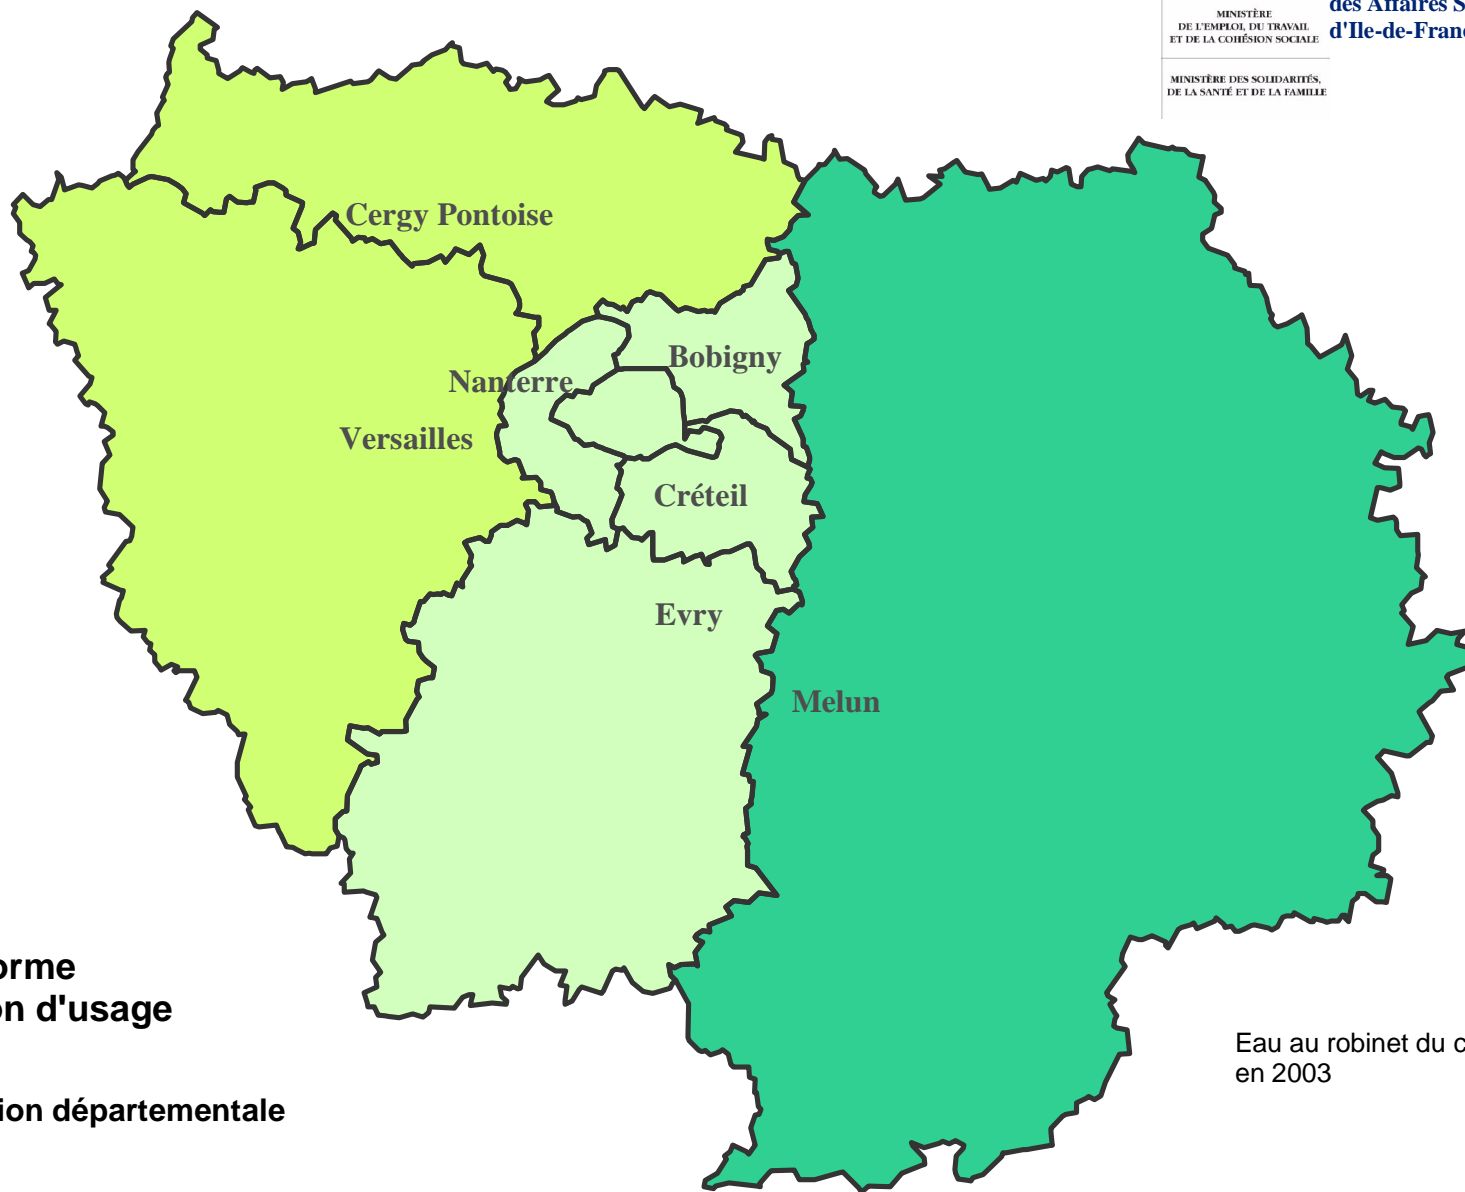 des Affaires S
d'Ile-de-Franc
MINISTÈRE
DE L'EMPLOI, DU TRAVAIL
ET DE LA COHÉSION SOCIALE
MINISTÈRE DES SOLIDARITÉS,
DE LA SANTÉ ET DE LA FAMILLE
Cergy Pontoise
Bobigny
Nanterre
Versailles
Créteil
Evry
Melun
orme
on d'usage
Eau au robinet du c
en 2003
ion départementale